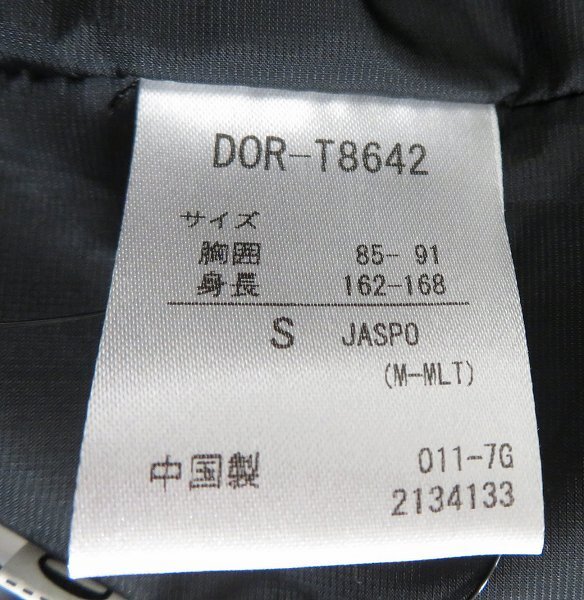 DOR-T8642
サイズ
胸囲 85- 91
身長 162-168
S JASPO
(M-MLT)
中国製 011-7G
2134133